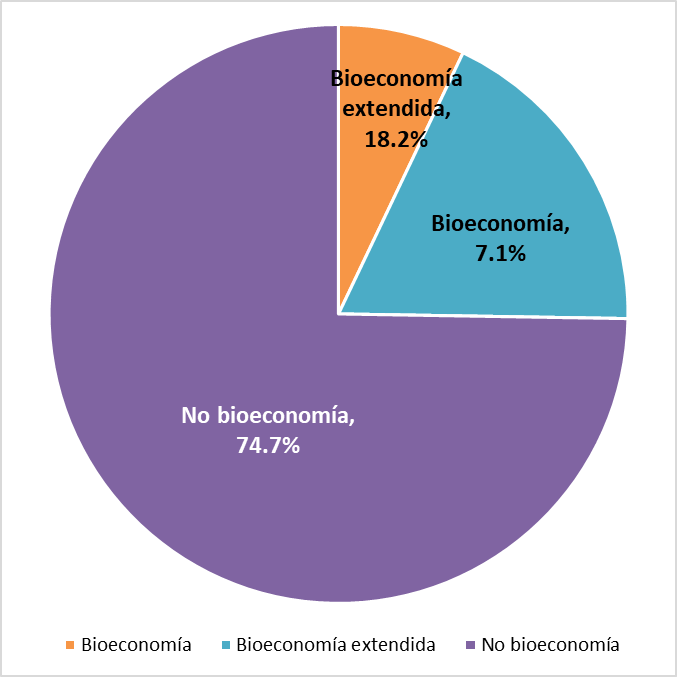 Bioeconomía
extendida,
18.2%
Bioeconomía,
7.1%
No bioeconomía,
74.7%
Bioeconomía
Bioeconomía extendida
No bioeconomía